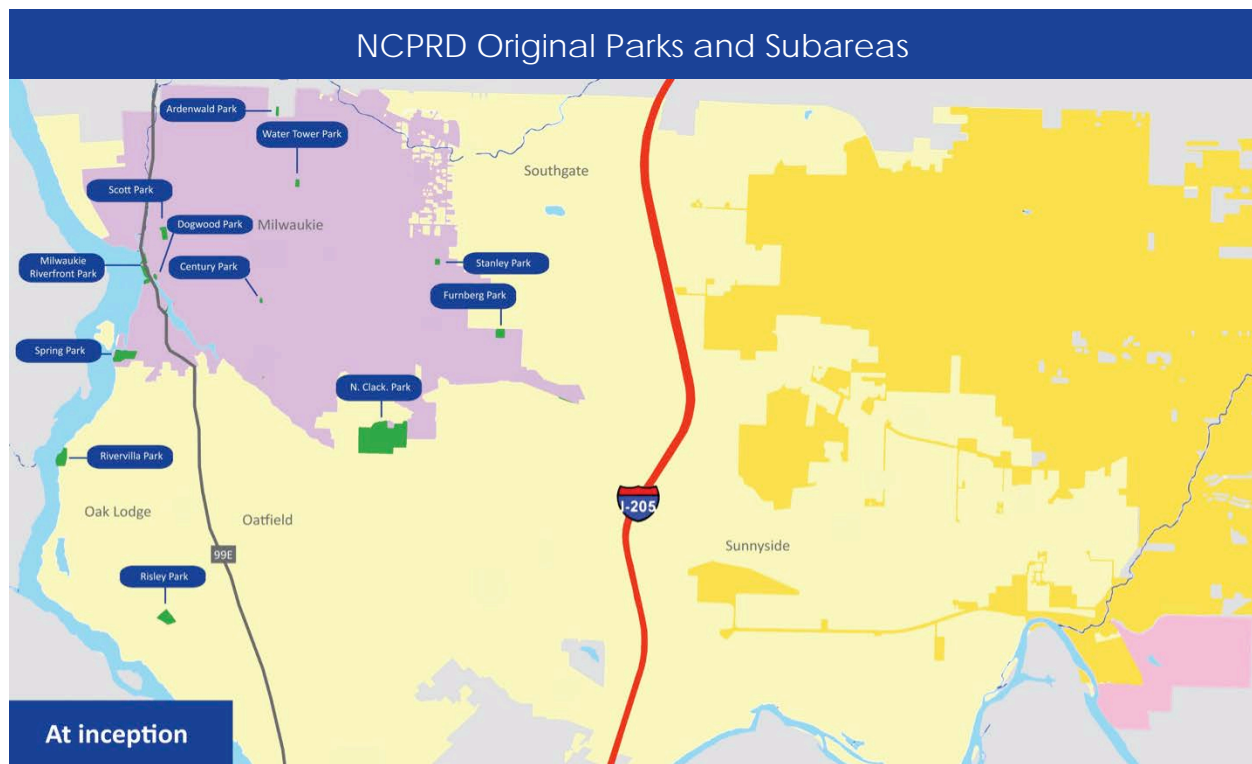 NCPRD Original Parks and Subareas
Ardenwald Park
Water Tower Park
Southgate
Scott Park
Dogwood Park
Milwaukie
Milwaukie
Riverfront Park
Century Park
Stanley Park
Furnberg Park
Spring Park
N. Clack. Park
Rivervilla Park
I-205
Oak Lodge
Oatfield
99E
Sunnyside
Risley Park
At inception